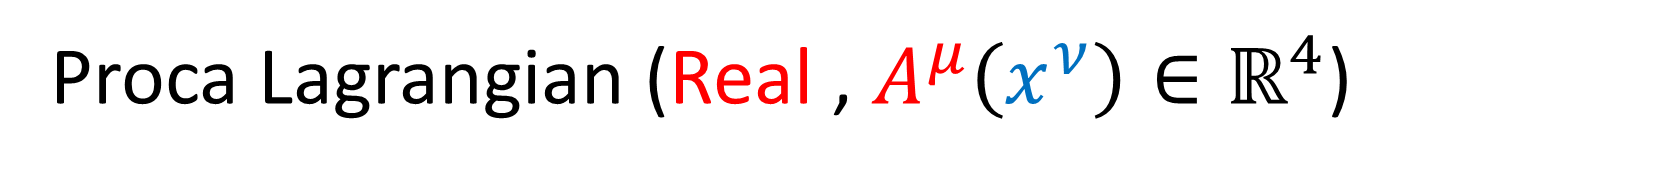 Proca Lagrangian (Real , 𝐴^𝜇(𝑥^𝜈) ∈ ℝ^4)